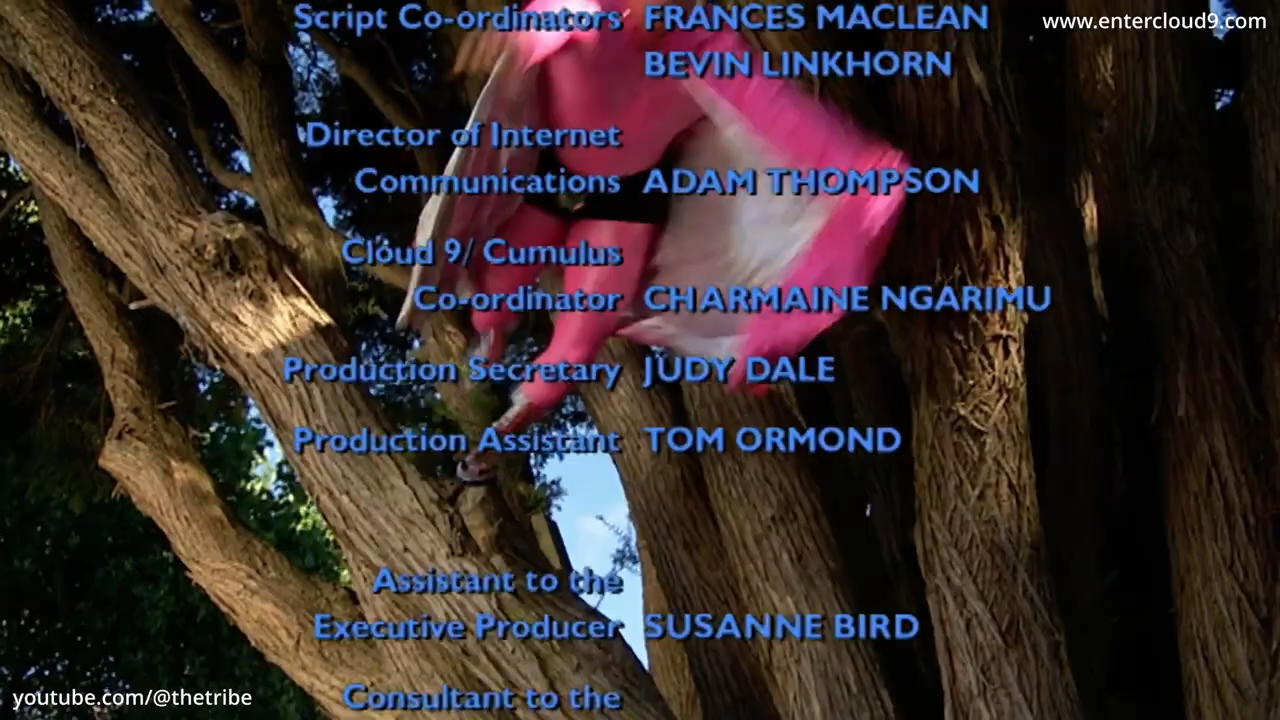 Script Co-ordinators FRANCES MACLEAN
www.entercloud9.com
BEVIN LINKHORN
Director of Internet
Communications ADAM THOMPSON
Cloud 9/ Cumulus
Co-ordinator CHARMAINE NGARIMU
Production Secretary JUDY DALE
Production Assistant TOM ORMOND
Assistant to the
Executive Producer SUSANNE BIRD
Consultant to the
youtube.com/@thetribe